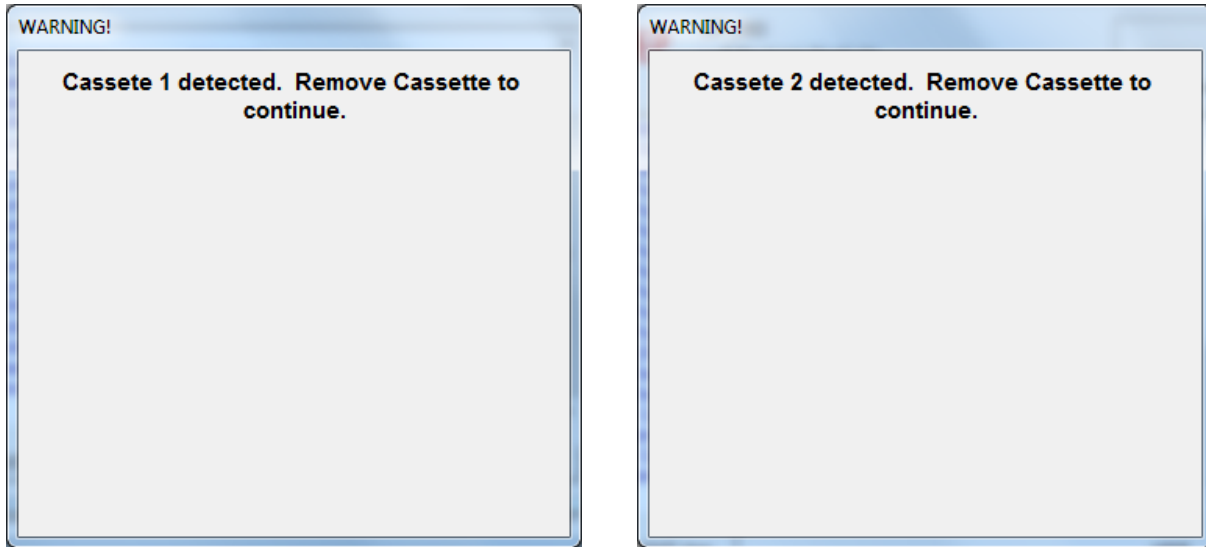 WARNING!
Cassete 1 detected.  Remove Cassette to
continue.
WARNING!
Cassete 2 detected.  Remove Cassette to
continue.